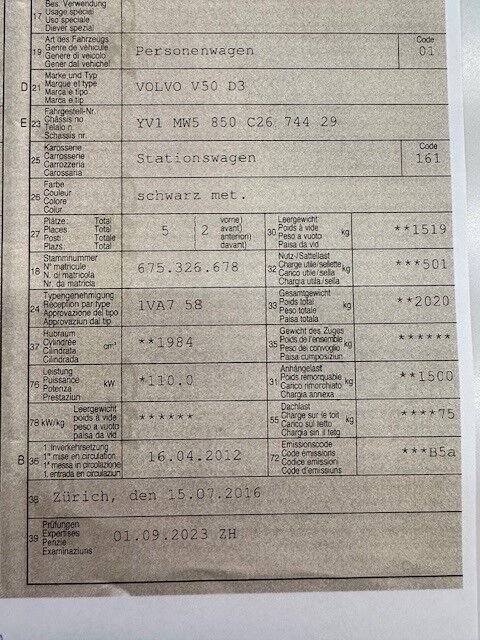 Bes. Verwendung
17 Usage spécial
Uso speciale
Diever spezial
19 Art des Fahrzeugs
Genre de véhicule
Genere di veicolo
Gener dal vehichel
Personenwagen
Code
01
D 21 Marke und Typ
Marque et type
Marca e tipo
Marca e tip
VOLVO V50 D3
E 23 Fahrgestell-Nr.
Châssis no
Telaio n.
Schassis nr.
YV1 MW5 850 C26 744 29
25 Karosserie
Carrosserie
Carrozzeria
Carossaria
Stationswagen
Code
161
26 Farbe
Couleur
Colore
Colur
schwarz met.
27 Plätze: Total
Places: Total
Posti: Totale
Plazs: Total
5 2 vorne)
avant)
anteriori)
davant)
30 Leergewicht
Poids à vide
Peso a vuoto
Paisa da vid
kg **1519
18 Stammnummer
N° matricule
N. di matricola
Nr. da matricla
675.326.678
32 Nutz-/Sattellast
Charge utile/sellette
Carico utile/sella
Chargia utila/sella
kg ***501
24 Typengenehmigung
Réception par type
Approvazione del tipo
Approvaziun dal tip
1VA7 58
33 Gesamtgewicht
Poids total
Peso totale
Paisa totala
kg **2020
37 Hubraum
Cylindrée
Cilindrata
Cilindrada
cm³ **1984
35 Gewicht des Zuges
Poids de l'ensemble
Peso del convoglio
Paisa cumposiziun
kg ******
76 Leistung
Puissance
Potenza
Prestaziun
kW *110.0
31 Anhängelast
Poids remorquable
Carico rimorchiato
Chargia annexa
kg **1500
78 kW/kg Leergewicht
poids à vide
peso a vuoto
paisa da vid
******
55 Dachlast
Charge sur le toit
Carico sul tetto
Chargia sin il tetg
kg ****75
B 36 1. Inverkehrsetzung
1re mise en circulation
1a messa in circolazione
1. entrada en circulaziun
16.04.2012
72 Emissionscode
Code émissions
Codice emissioni
Code d'emissiuns
***B5a
38 Zürich, den 15.07.2016
39 Prüfungen
Expertises
Perizie
Examinaziuns
01.09.2023 ZH